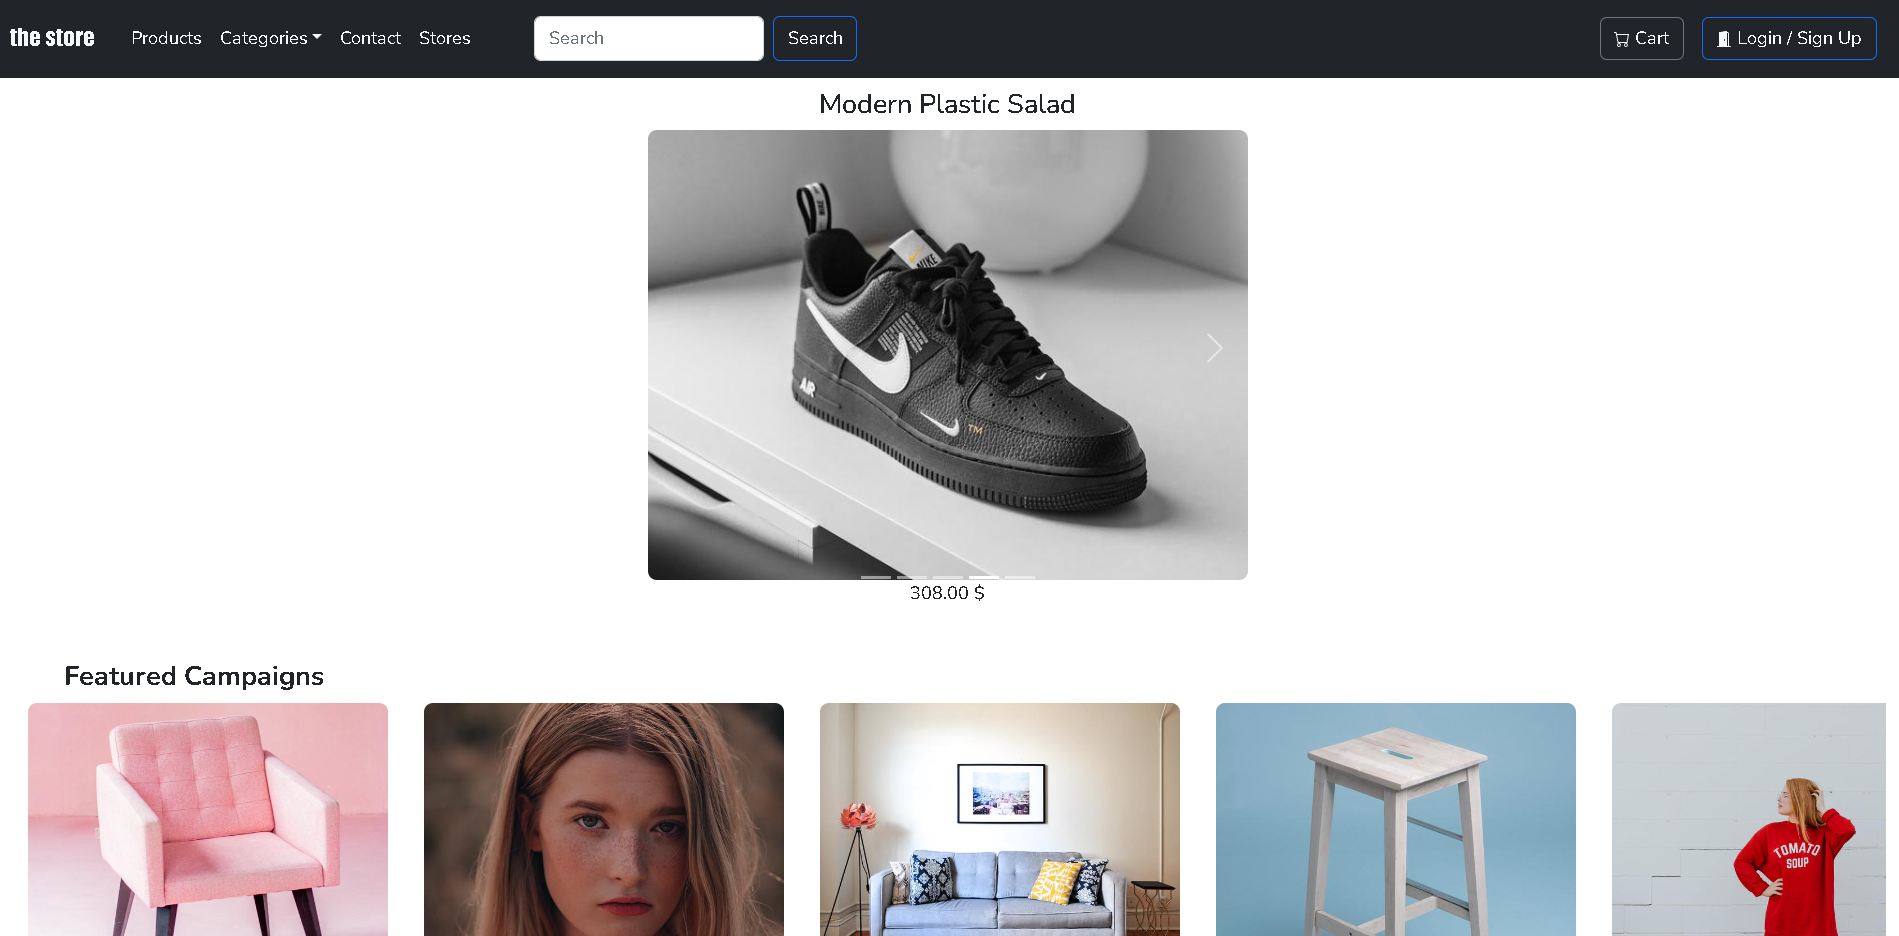 the store
Products Categories Contact Stores
Search
Search
Cart
Login / Sign Up
Modern Plastic Salad
NIKE
AIR
TM
308.00 $
Featured Campaigns
TOMATO
SOUP